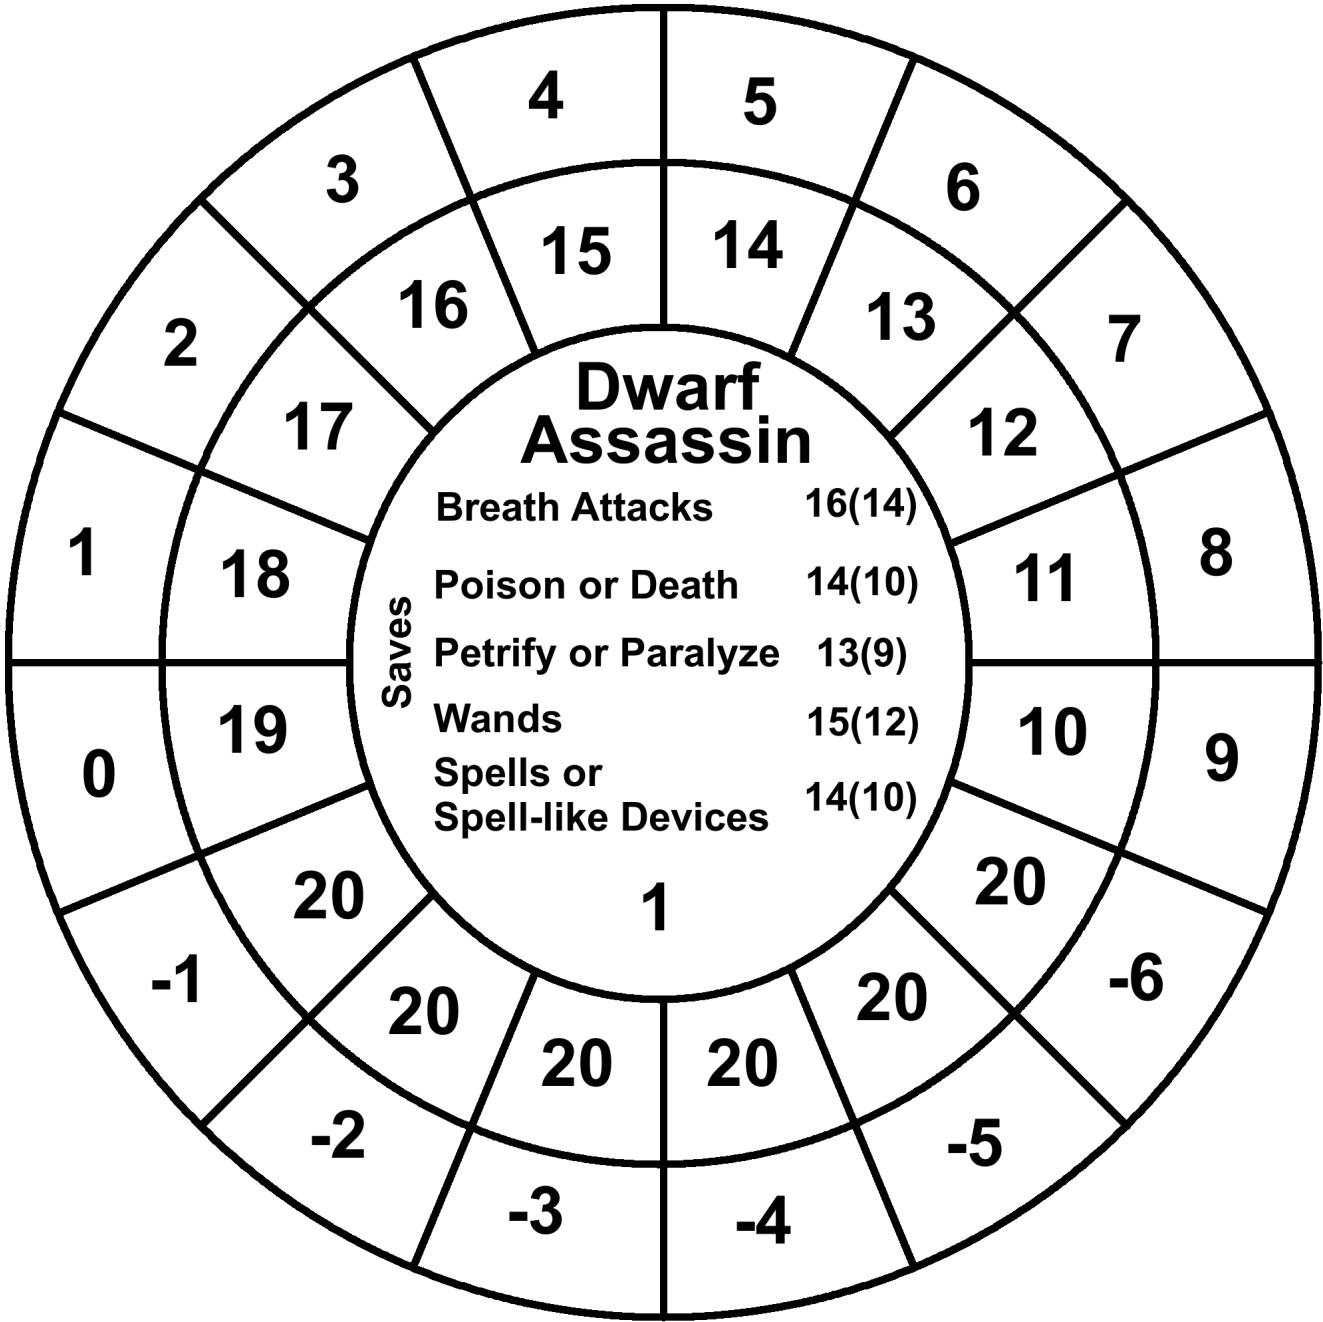 4 5
3 6
15 14
2 16 13 7
17 12
Dwarf
Assassin
Breath Attacks 16(14)
1 18 11 8
Poison or Death 14(10)
Saves
Petrify or Paralyze 13(9)
Wands 15(12)
0 19 10 9
Spells or
Spell-like Devices 14(10)
20 20
1
-1 -6
20 20
20 20
-2 -5
-3 -4